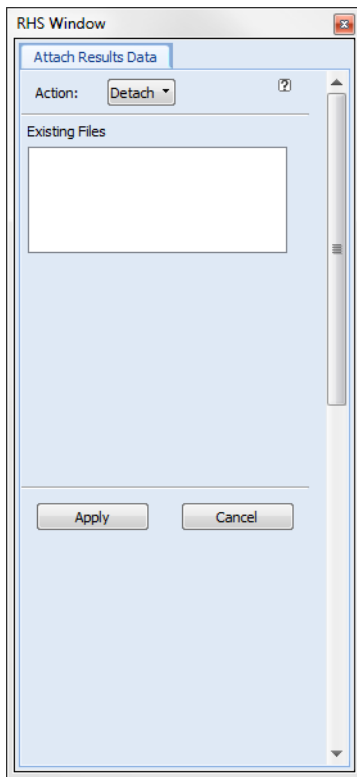 RHS Window
Attach Results Data
Action: Detach
?
Existing Files
Apply Cancel